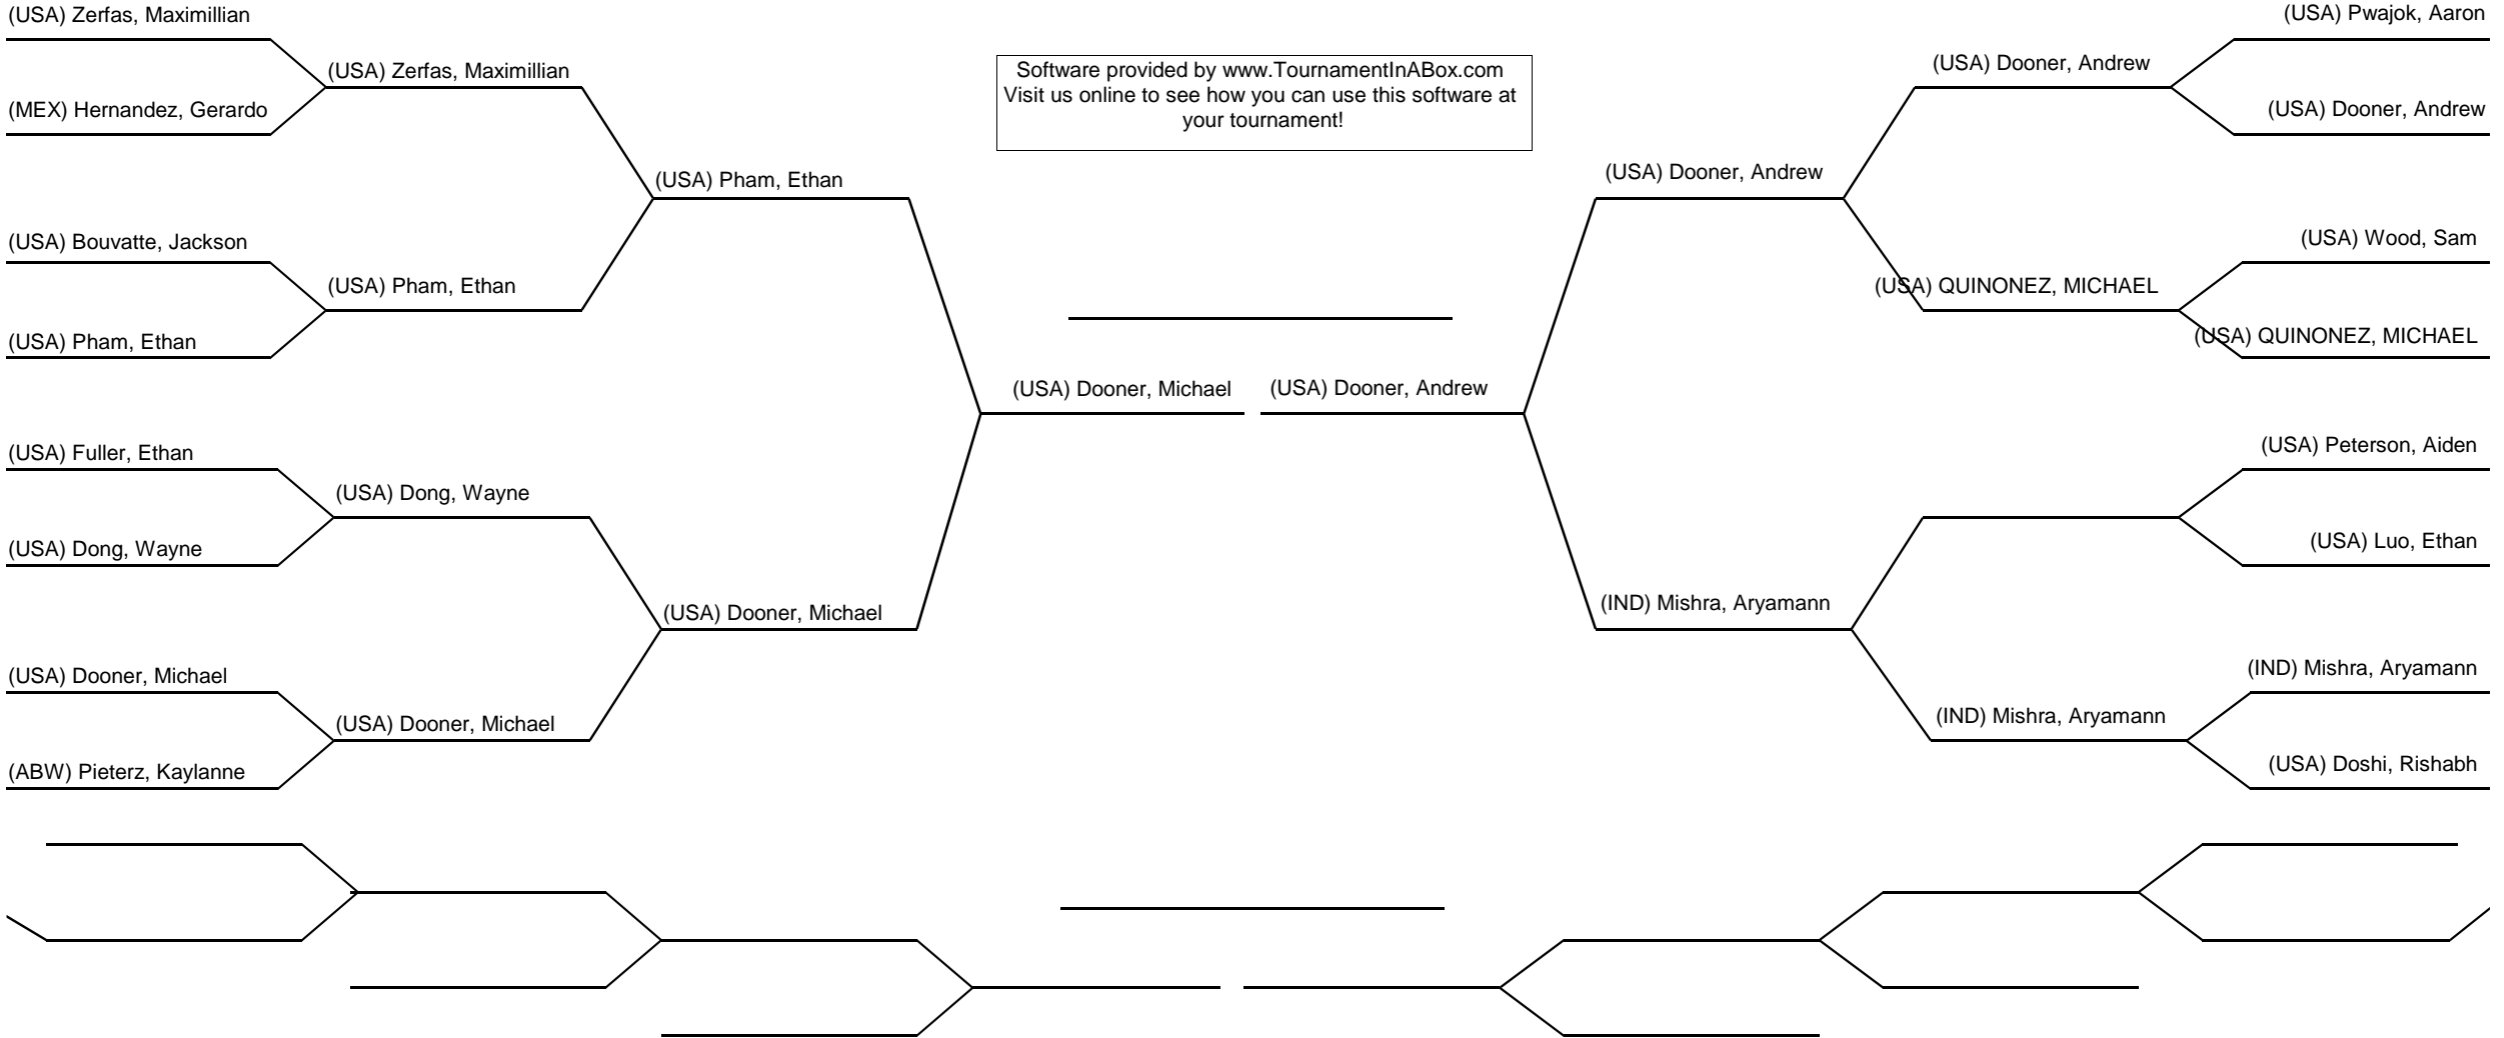 (USA) Zerfas, Maximillian
(MEX) Hernandez, Gerardo
(USA) Bouvatte, Jackson
(USA) Pham, Ethan
(USA) Fuller, Ethan
(USA) Dong, Wayne
(USA) Dooner, Michael
(ABW) Pieterz, Kaylanne
(USA) Zerfas, Maximillian
(USA) Pham, Ethan
(USA) Dong, Wayne
(USA) Dooner, Michael
(USA) Pham, Ethan
(USA) Dooner, Michael
(USA) Dooner, Michael
Software provided by www.TournamentInABox.com
Visit us online to see how you can use this software at
your tournament!
(USA) Dooner, Andrew
(USA) Dooner, Andrew
(IND) Mishra, Aryamann
(USA) Dooner, Andrew
(USA) QUINONEZ, MICHAEL
(IND) Mishra, Aryamann
(USA) Pwajok, Aaron
(USA) Dooner, Andrew
(USA) Wood, Sam
(USA) QUINONEZ, MICHAEL
(USA) Peterson, Aiden
(USA) Luo, Ethan
(IND) Mishra, Aryamann
(USA) Doshi, Rishabh